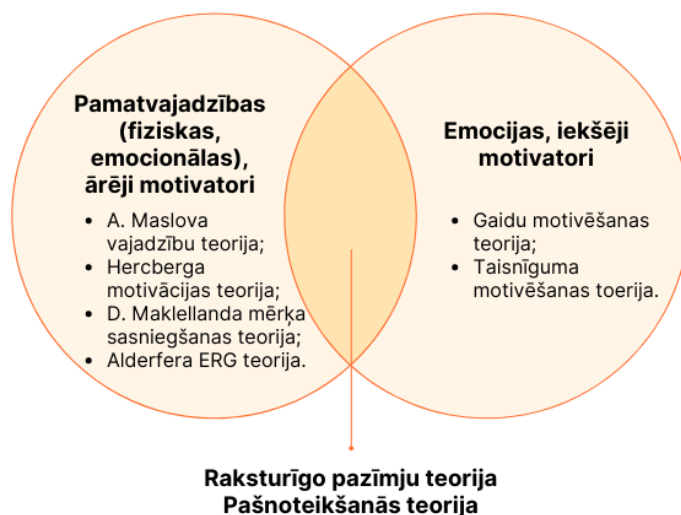 Pamatvajadzības
(fiziskas,
emocionālas),
ārēji motivatori
• A. Maslova
vajadzību teorija;
• Hercberga
motivācijas teorija;
• D. Maklellanda mērķa
sasniegšanas teorija;
• Alderfera ERG teorija.
Emocijas, iekšēji
motivatori
• Gaidu motivēšanas
teorija;
• Taisnīguma
motivēšanas toerija.
Raksturīgo pazīmju teorija
Pašnoteikšanās teorija